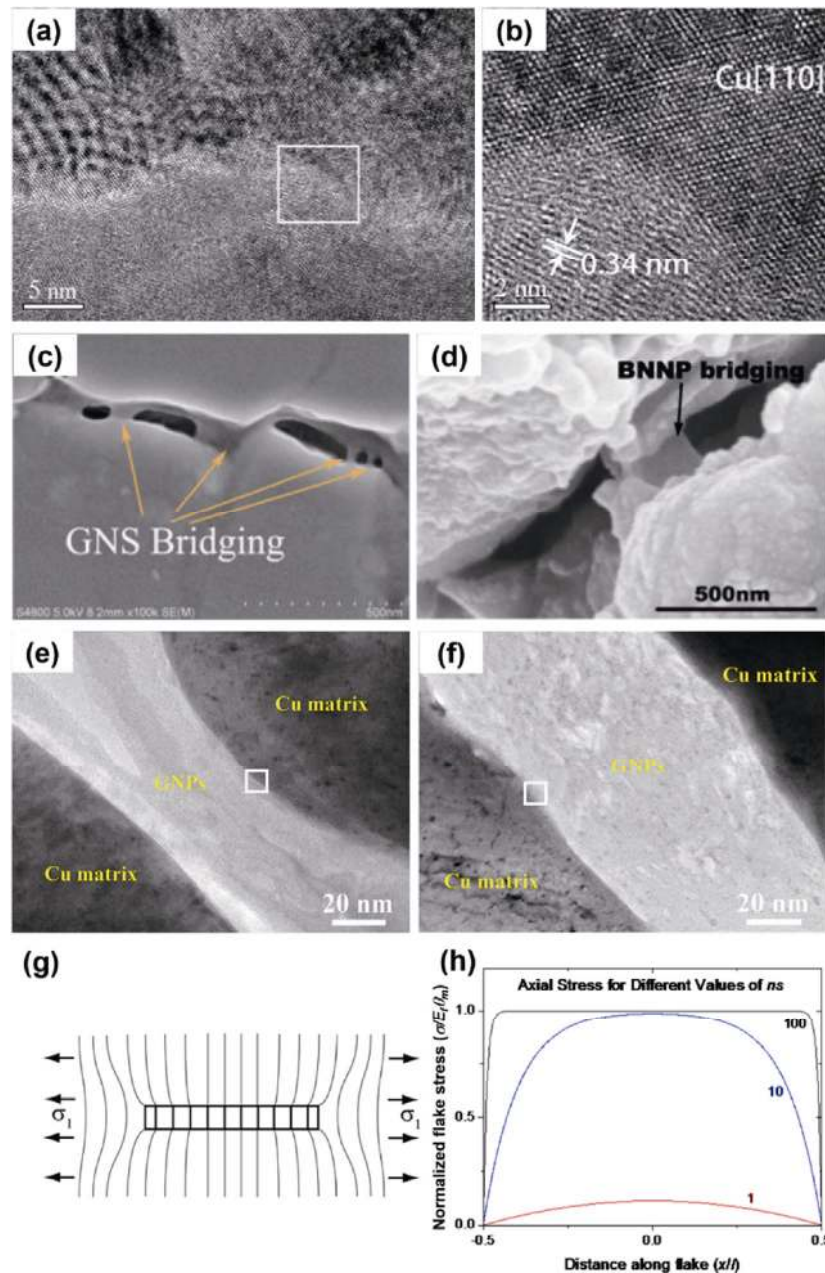 (a)
5 nm
(b)
Cu[110]
0.34 nm
2 nm
(c)
GNS Bridging
S4800 5.0kV 8.2mm x100k SE(M)
500nm
(d)
BNNP bridging
500nm
(e)
Cu matrix
GNPs
Cu matrix
20 nm
(f)
Cu matrix
GNPs
Cu matrix
20 nm
(g)
σ₁
σ₁
(h)
Axial Stress for Different Values of ns
Normalized flake stress
1.0
0.5
0.0
100
10
1
-0.5
0.0
0.5
Distance along flake (x/l)